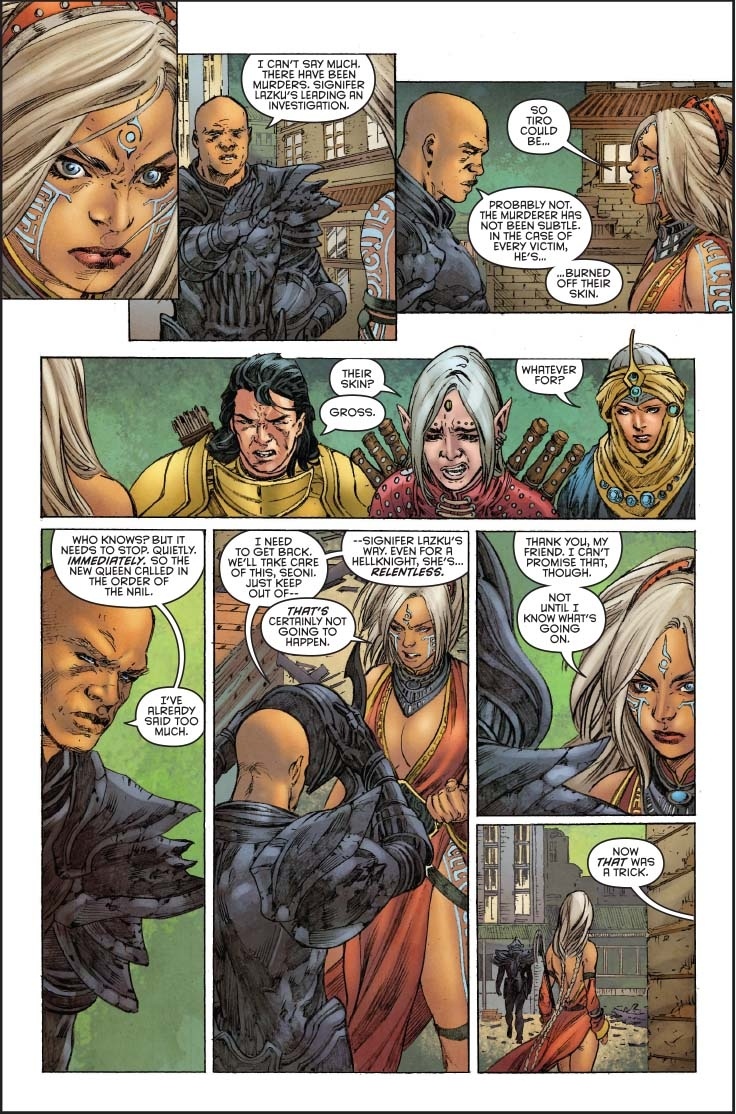 I CAN'T SAY MUCH.
THERE HAVE BEEN
MURDERS. SIGNIFER
LAZKU'S LEADING AN
INVESTIGATION.
SO
TIRO
COULD
BE...
PROBABLY NOT.
THE MURDERER HAS
NOT BEEN SUBTLE.
IN THE CASE OF
EVERY VICTIM,
HE'S...
...BURNED
OFF THEIR
SKIN.
THEIR
SKIN?
GROSS.
WHATEVER
FOR?
WHO KNOWS? BUT IT
NEEDS TO STOP. QUIETLY.
IMMEDIATELY. SO THE
NEW QUEEN CALLED IN
THE ORDER OF
THE NAIL.
I'VE
ALREADY
SAID TOO
MUCH.
I NEED
TO GET BACK.
WE'LL TAKE CARE
OF THIS, SEONI.
JUST KEEP
OUT OF--
--SIGNIFER LAZKU'S
WAY. EVEN FOR A
HELLKNIGHT, SHE'S...
RELENTLESS.
THAT'S
CERTAINLY NOT
GOING TO
HAPPEN.
THANK YOU, MY
FRIEND. I CAN'T
PROMISE THAT,
THOUGH.
NOT
UNTIL I
KNOW WHAT'S
GOING
ON.
NOW
THAT WAS
A TRICK.